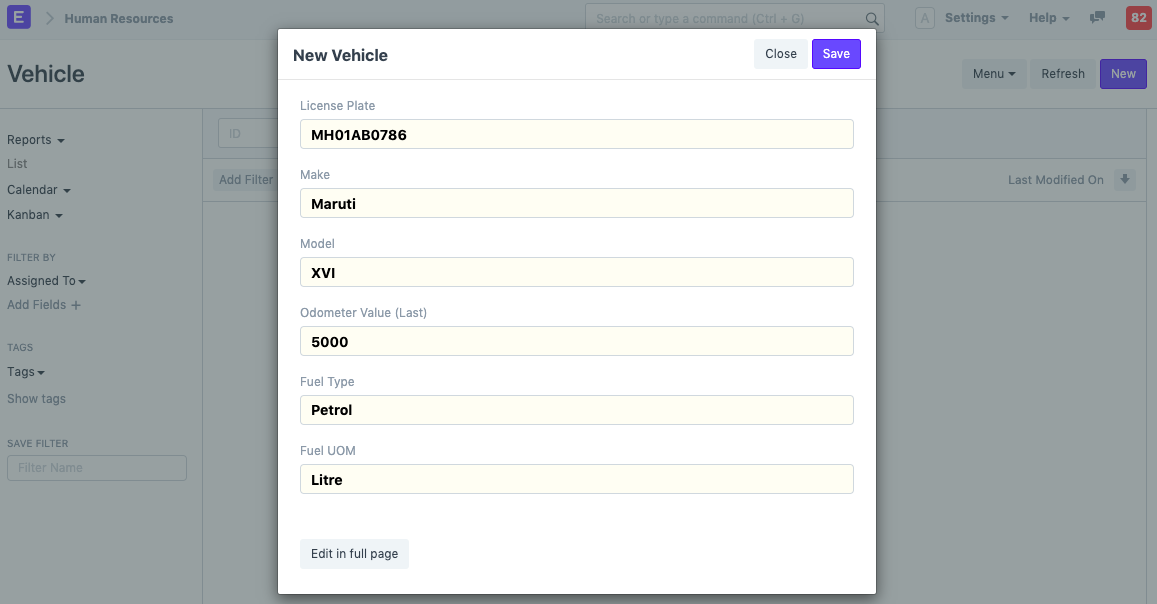 E Human Resources
Search or type a command (Ctrl + G)
A Settings Help 82
Vehicle
Menu Refresh New
New Vehicle
Close Save
License Plate
MH01AB0786
Make
Maruti
Model
XVI
Odometer Value (Last)
5000
Fuel Type
Petrol
Fuel UOM
Litre
Edit in full page
Reports
List
Calendar
Kanban
FILTER BY
Assigned To
Add Fields +
TAGS
Tags
Show tags
SAVE FILTER
Filter Name
ID
Add Filter
Last Modified On